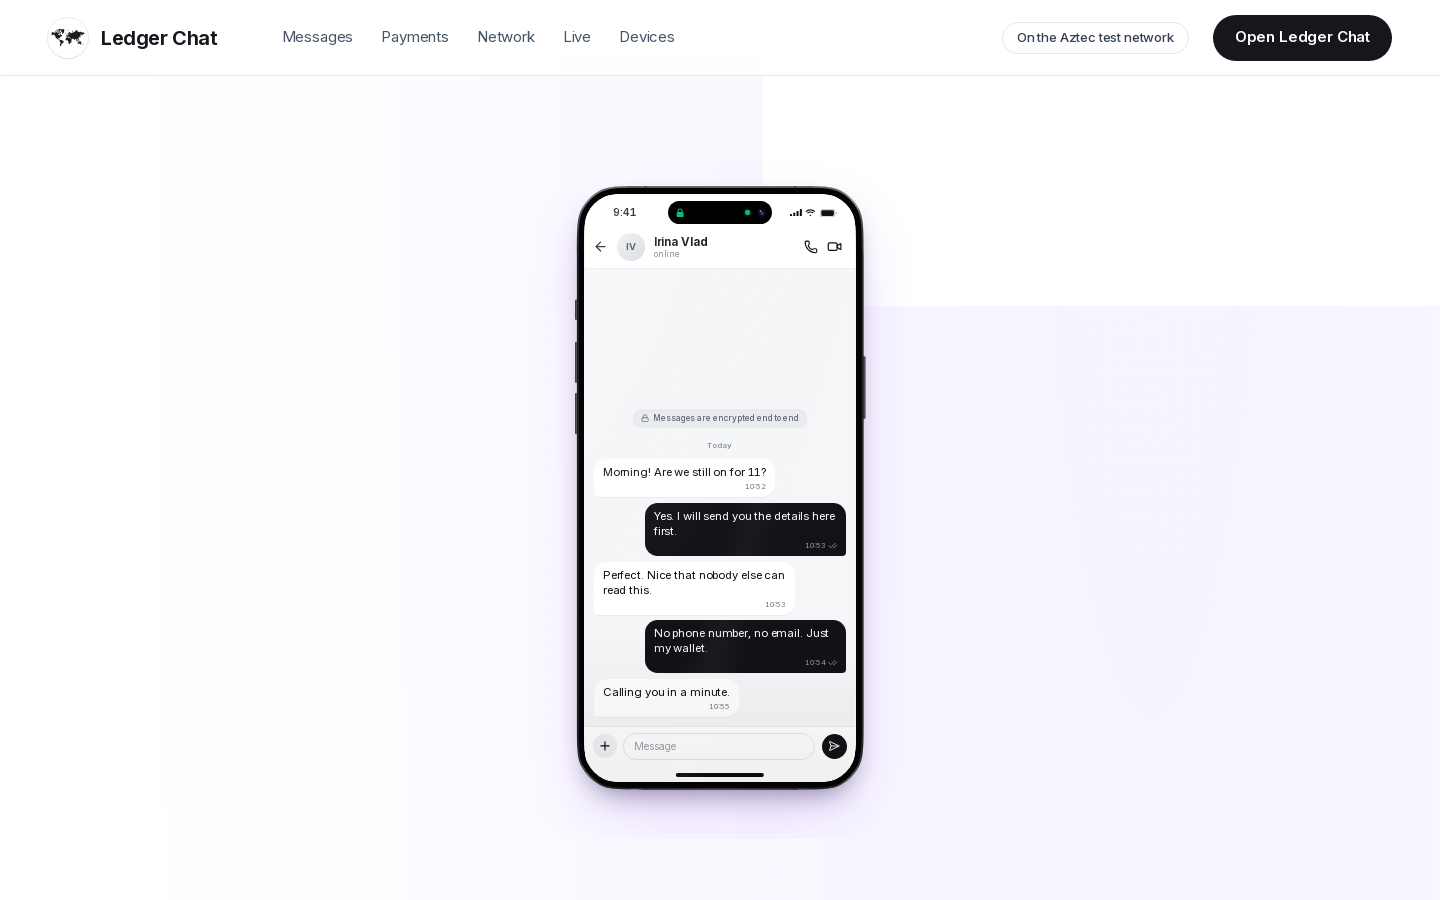 Ledger Chat
Messages
Payments
Network
Live
Devices
On the Aztec test network
Open Ledger Chat
9:41
IV
Irina Vlad
online
Messages are encrypted end to end
Today
Morning! Are we still on for 11?
10:52
Yes. I will send you the details here
first.
10:53
Perfect. Nice that nobody else can
read this.
10:53
No phone number, no email. Just
my wallet.
10:54
Calling you in a minute.
10:55
Message